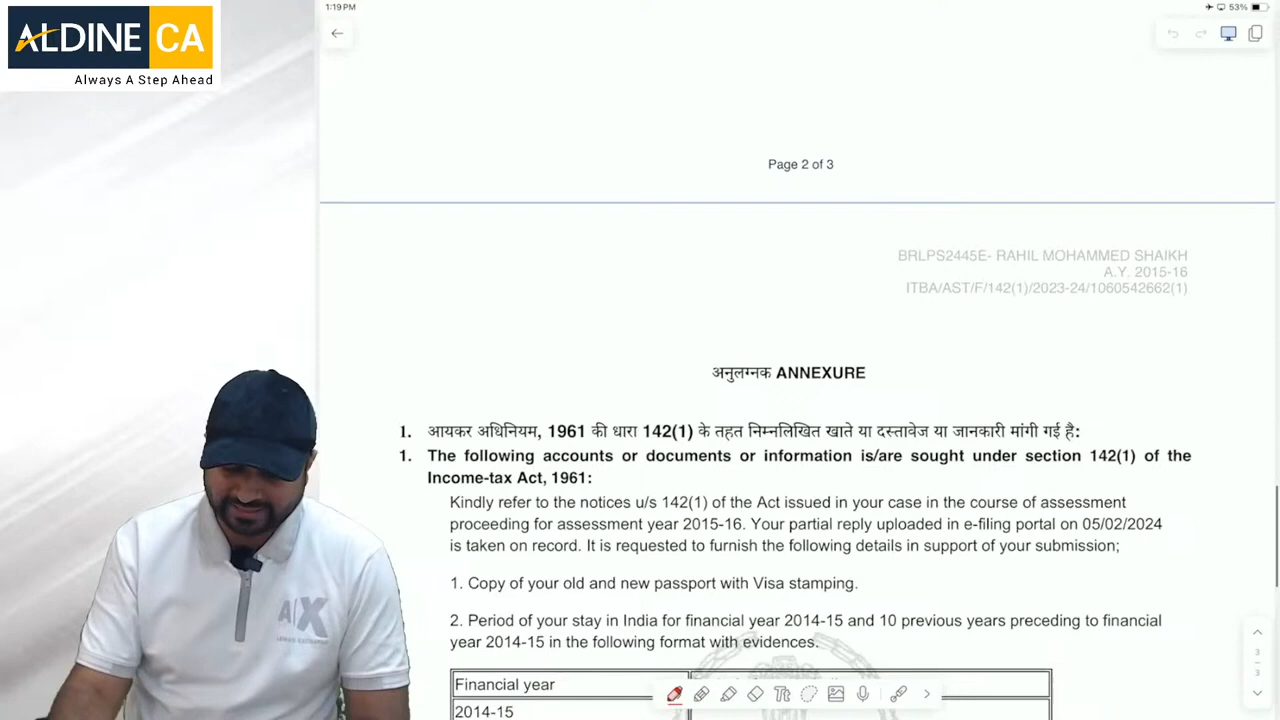 1:19 PM
53%
ALDINE CA
Always A Step Ahead
Page 2 of 3
BRLPS2445E- RAHIL MOHAMMED SHAIKH
A.Y. 2015-16
ITBA/AST/F/142(1)/2023-24/1060542662(1)
अनुलग्नक ANNEXURE
1. आयकर अधिनियम, 1961 की धारा 142(1) के तहत निम्नलिखित खाते या दस्तावेज या जानकारी मांगी गई है:
1. The following accounts or documents or information is/are sought under section 142(1) of the
Income-tax Act, 1961:
Kindly refer to the notices u/s 142(1) of the Act issued in your case in the course of assessment
proceeding for assessment year 2015-16. Your partial reply uploaded in e-filing portal on 05/02/2024
is taken on record. It is requested to furnish the following details in support of your submission;
1. Copy of your old and new passport with Visa stamping.
2. Period of your stay in India for financial year 2014-15 and 10 previous years preceding to financial
year 2014-15 in the following format with evidences.
Financial year
2014-15
Tt
3
3
A|X